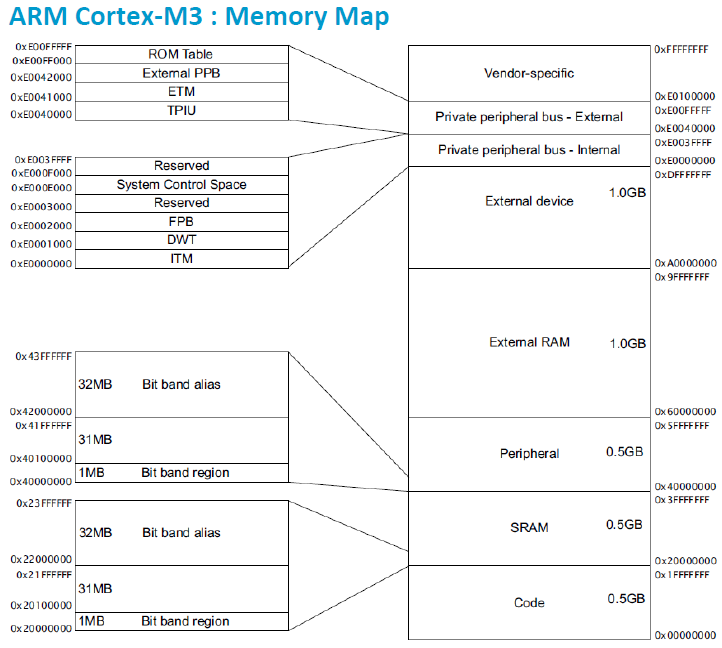 ARM Cortex-M3 : Memory Map
0xE00FFFFF
ROM Table
0xE00FF000
External PPB
0xE0042000
ETM
0xE0041000
TPIU
0xE0040000
0xE003FFFF
Reserved
0xE000F000
System Control Space
0xE000E000
Reserved
0xE0003000
FPB
0xE0002000
DWT
0xE0001000
ITM
0xE0000000
0x43FFFFFF
32MB Bit band alias
0x42000000
0x41FFFFFF
31MB
0x40100000
1MB Bit band region
0x40000000
0x23FFFFFF
32MB Bit band alias
0x22000000
0x21FFFFFF
31MB
0x20100000
1MB Bit band region
0x20000000
0xFFFFFFFF
Vendor-specific
0xE0100000
0xE00FFFFF
Private peripheral bus - External
0xE0040000
0xE003FFFF
Private peripheral bus - Internal
0xE0000000
0xDFFFFFFF
External device 1.0GB
0xA0000000
0x9FFFFFFF
External RAM 1.0GB
0x60000000
0x5FFFFFFF
Peripheral 0.5GB
0x40000000
0x3FFFFFFF
SRAM 0.5GB
0x20000000
0x1FFFFFFF
Code 0.5GB
0x00000000